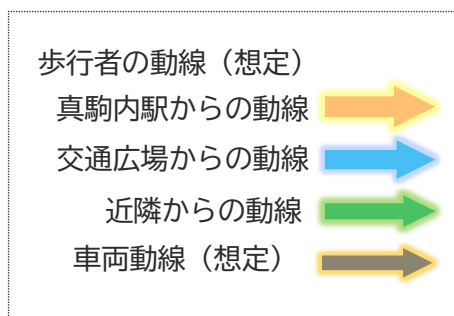 歩行者の動線（想定）
真駒内駅からの動線
交通広場からの動線
近隣からの動線
車両動線（想定）